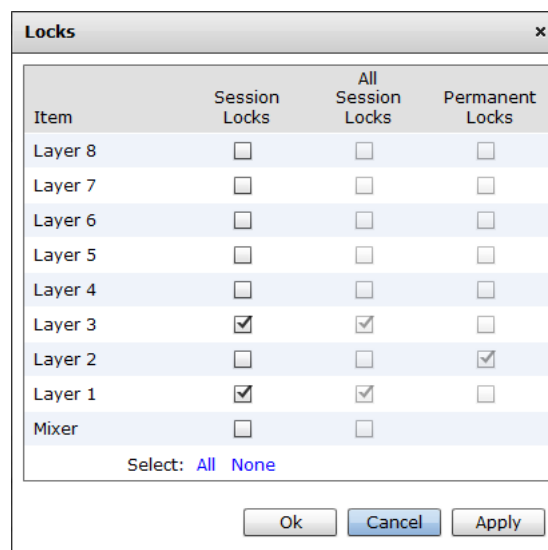 Locks
Item Session Locks All Session Locks Permanent Locks
Layer 8
Layer 7
Layer 6
Layer 5
Layer 4
Layer 3
Layer 2
Layer 1
Mixer
Select: All None
Ok Cancel Apply